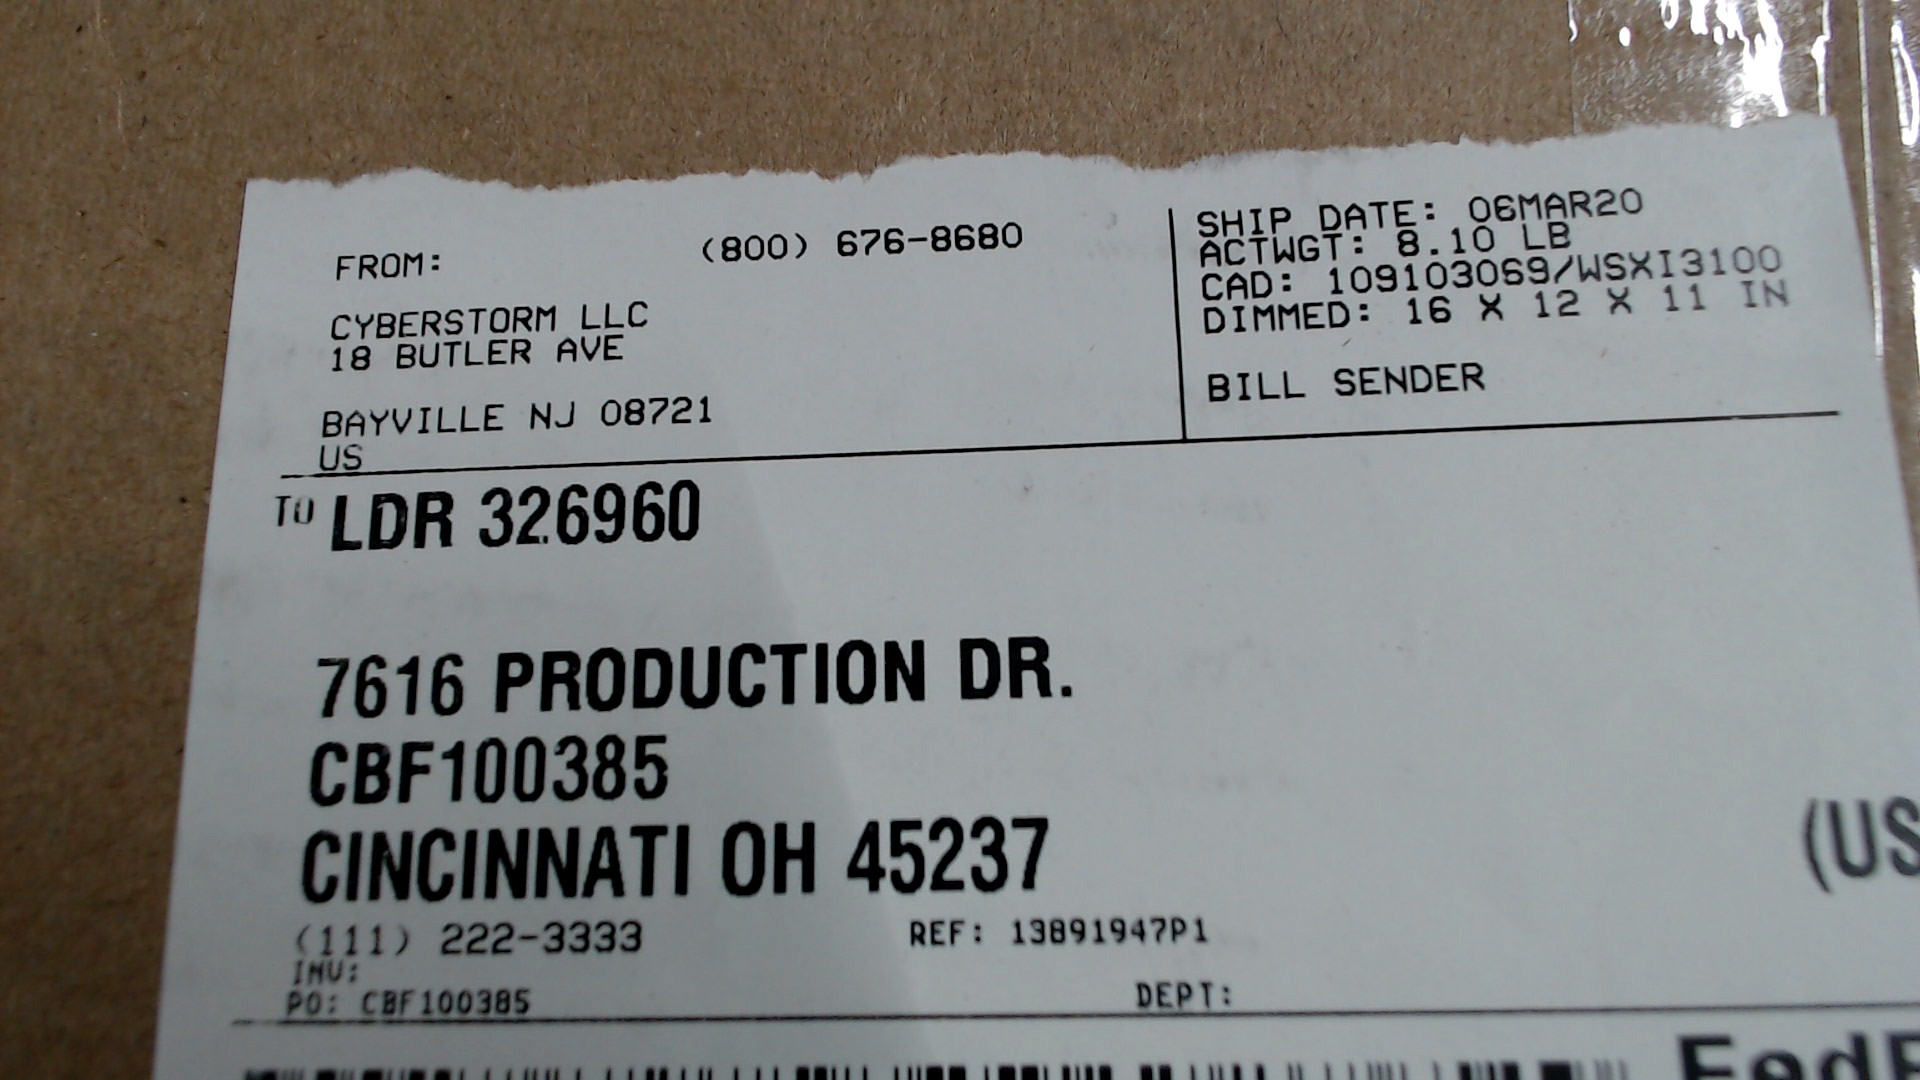 FROM: (800) 676-8680
CYBERSTORM LLC
18 BUTLER AVE
BAYVILLE NJ 08721
US
SHIP DATE: 06MAR20
ACTWGT: 8.10 LB
CAD: 109103069/WSXI3100
DIMMED: 16 X 12 X 11 IN
BILL SENDER
TO LDR 326960
7616 PRODUCTION DR.
CBF100385
CINCINNATI OH 45237
(US
(111) 222-3333 REF: 13891947P1
INV:
PO: CBF100385 DEPT: